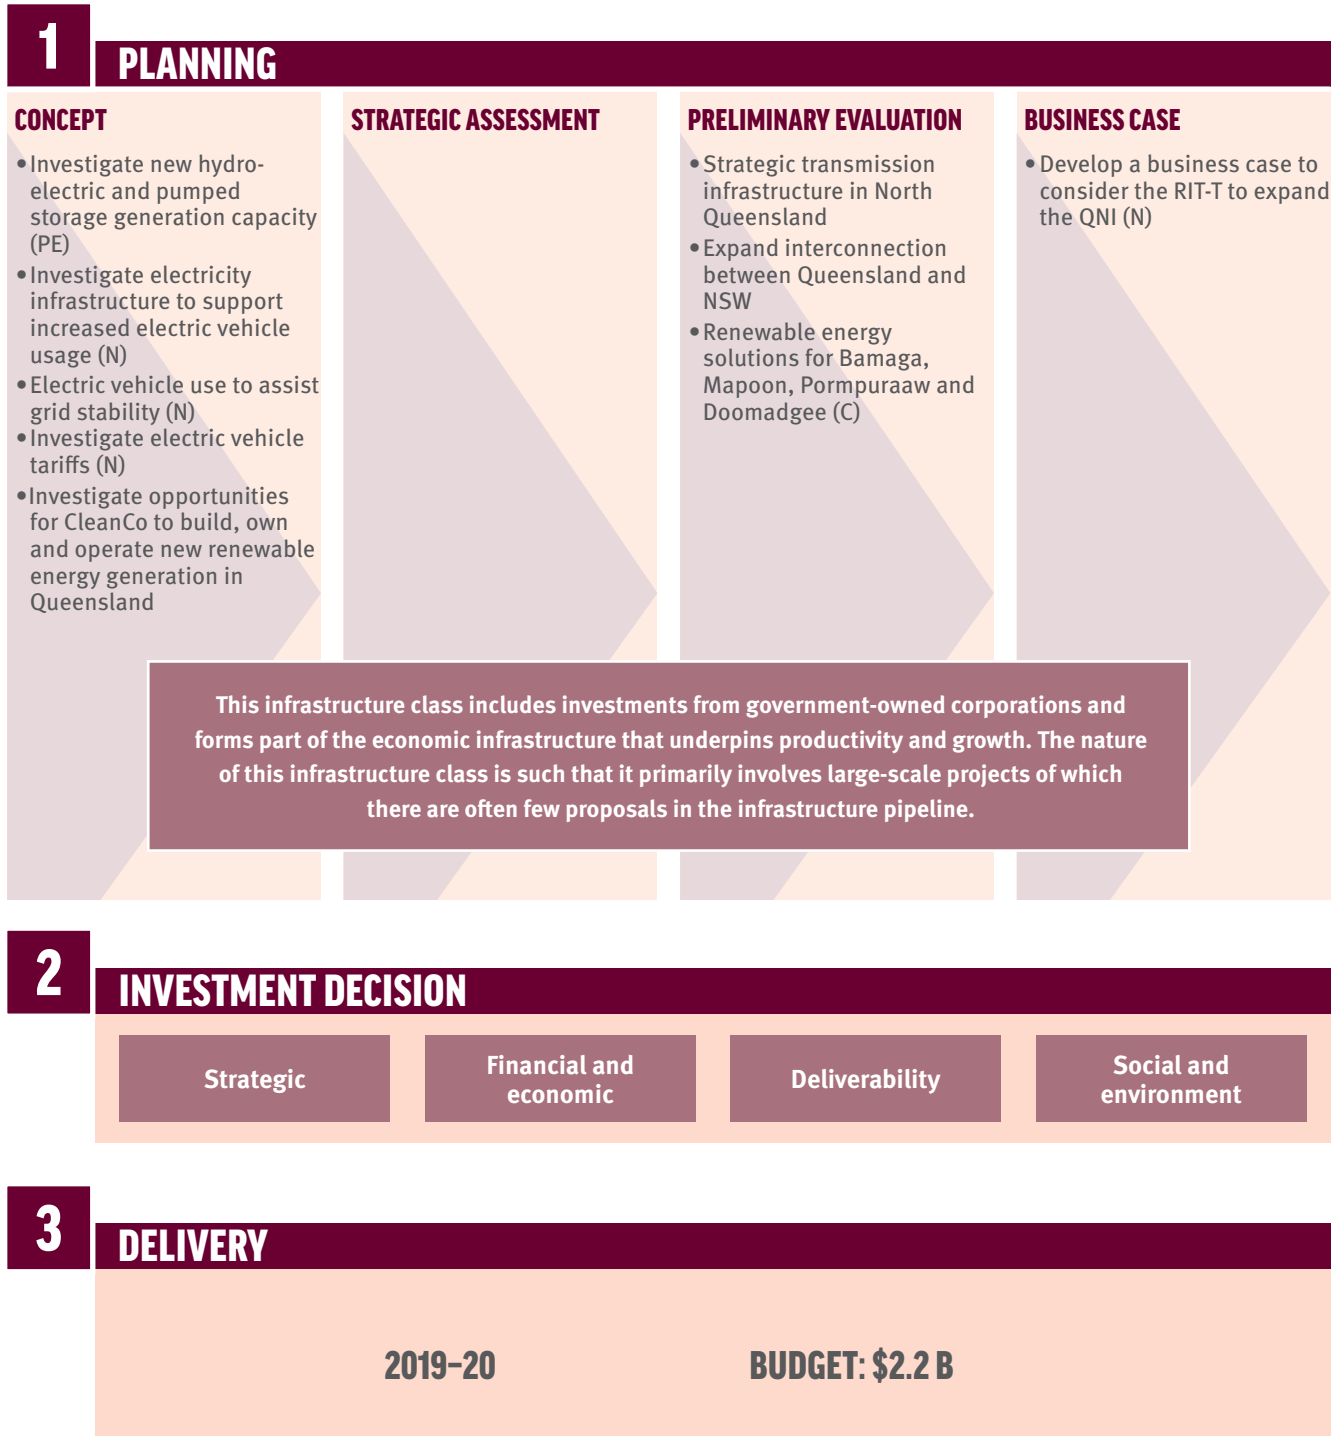 1
PLANNING
CONCEPT
•Investigate new hydro-
electric and pumped
storage generation capacity
(PE)
•Investigate electricity
infrastructure to support
increased electric vehicle
usage (N)
•Electric vehicle use to assist
grid stability (N)
•Investigate electric vehicle
tariffs (N)
•Investigate opportunities
for CleanCo to build, own
and operate new renewable
energy generation in
Queensland
STRATEGIC ASSESSMENT
PRELIMINARY EVALUATION
•Strategic transmission
infrastructure in North
Queensland
•Expand interconnection
between Queensland and
NSW
•Renewable energy
solutions for Bamaga,
Mapoon, Pormpuraaw and
Doomadgee (C)
BUSINESS CASE
•Develop a business case to
consider the RIT-T to expand
the QNI (N)
This infrastructure class includes investments from government-owned corporations and
forms part of the economic infrastructure that underpins productivity and growth. The nature
of this infrastructure class is such that it primarily involves large-scale projects of which
there are often few proposals in the infrastructure pipeline.
2
INVESTMENT DECISION
Strategic
Financial and
economic
Deliverability
Social and
environment
3
DELIVERY
2019–20
BUDGET: $2.2 B